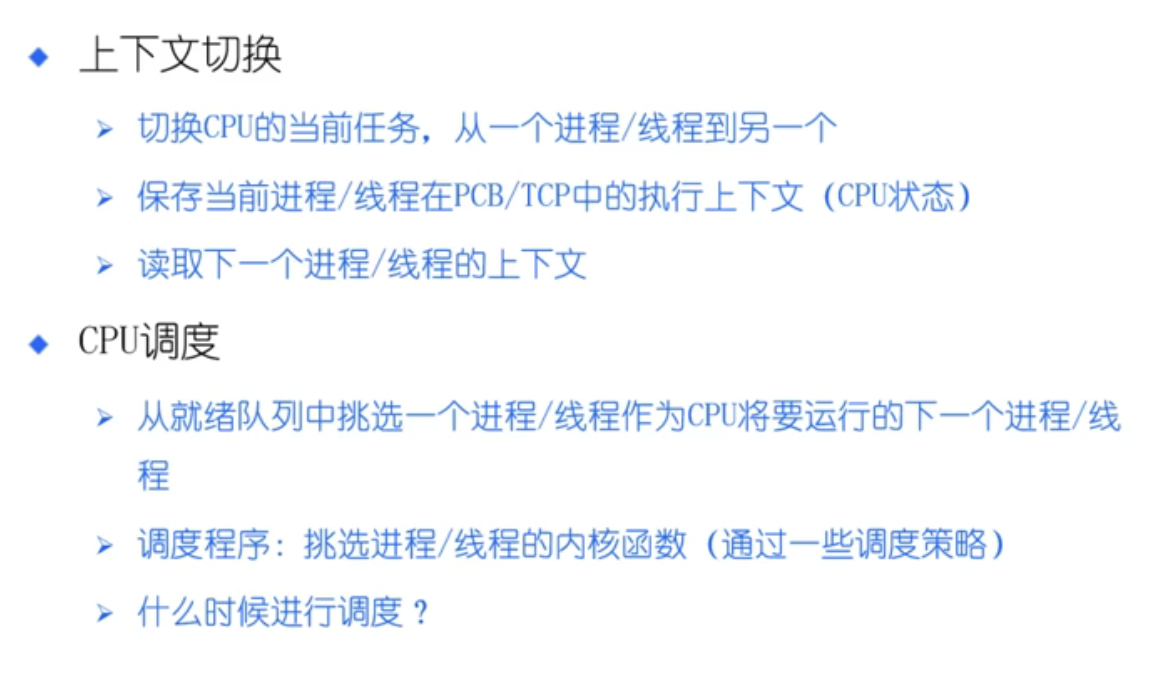 上下文切换
切换CPU的当前任务，从一个进程/线程到另一个
保存当前进程/线程在PCB/TCP中的执行上下文（CPU状态）
读取下一个进程/线程的上下文
CPU调度
从就绪队列中挑选一个进程/线程作为CPU将要运行的下一个进程/线
程
调度程序：挑选进程/线程的内核函数（通过一些调度策略）
什么时候进行调度？